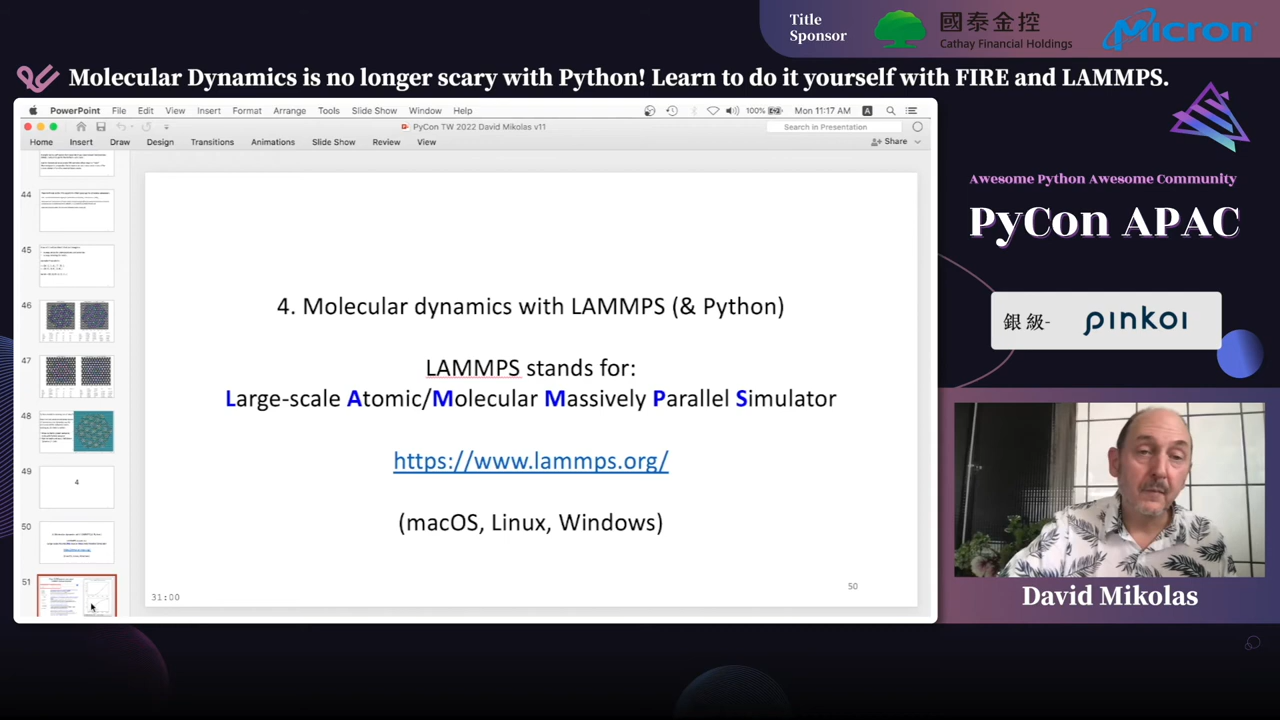 Title
Sponsor
國泰金控
Cathay Financial Holdings
Micron
Molecular Dynamics is no longer scary with Python! Learn to do it yourself with FIRE and LAMMPS.
PowerPoint File Edit View Insert Format Arrange Tools Slide Show Window Help 100% Mon 11:17 AM A
PyCon TW 2022 David Mikolas v11
Search in Presentation
Home Insert Draw Design Transitions Animations Slide Show Review View Share
44
45
46
47
48
49
4
50
51
4. Molecular dynamics with LAMMPS (& Python)
LAMMPS stands for:
Large-scale Atomic/Molecular Massively Parallel Simulator
https://www.lammps.org/
(macOS, Linux, Windows)
31:00
50
Awesome Python Awesome Community
PyCon APAC
銀級-
pinkoi
David Mikolas